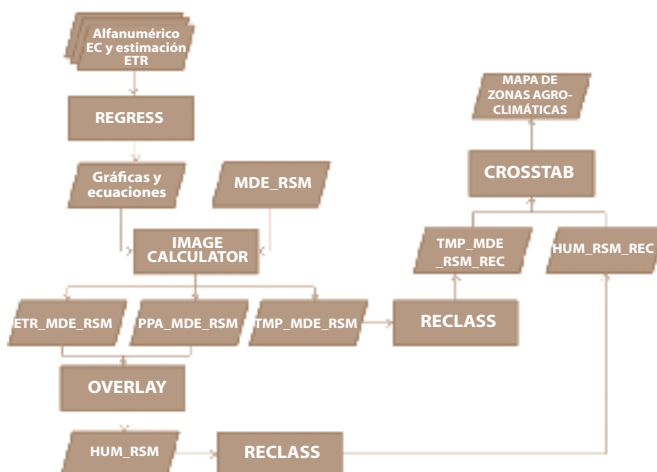 Alfanumérico
EC y estimación
ETR
REGRESS
Gráficas y
ecuaciones
MDE_RSM
IMAGE
CALCULATOR
ETR_MDE_RSM
PPA_MDE_RSM
TMP_MDE_RSM
OVERLAY
HUM_RSM
RECLASS
RECLASS
TMP_MDE
_RSM_REC
HUM_RSM_REC
CROSSTAB
MAPA DE
ZONAS AGRO-
CLIMÁTICAS